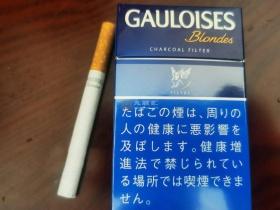 GAULOISES
Blondes
CHARCOAL FILTER
たばこの煙は、周りの
人の健康に悪影響を
及ぼします。健康増
進法で禁じられてい
る場所では喫煙できま
せん。